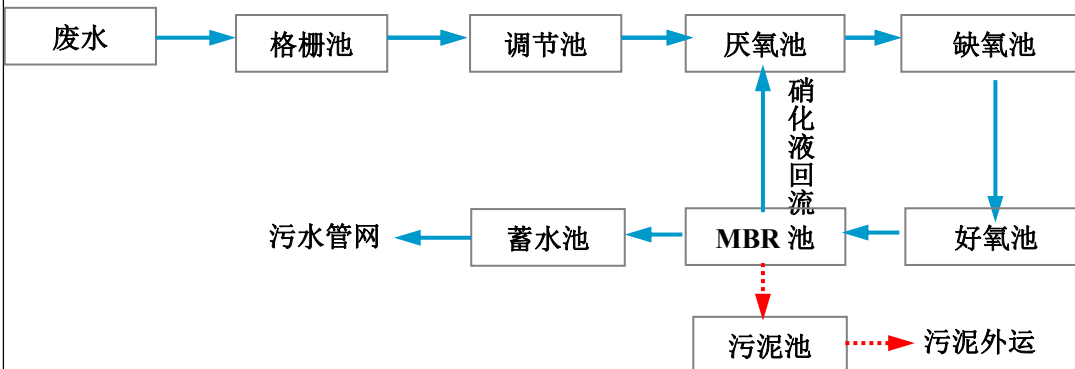 废水
格栅池
调节池
厌氧池
缺氧池
硝化液回流
污水管网
蓄水池
MBR 池
好氧池
污泥池
污泥外运